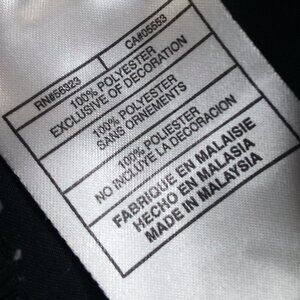 RN#56323 CA#05553
100% POLYESTER
EXCLUSIVE OF DECORATION
100% POLYESTER
SANS ORNEMENTS
100% POLIESTER
NO INCLUYE LA DECORACION
FABRIQUE EN MALAISIE
HECHO EN MALASIA
MADE IN MALAYSIA